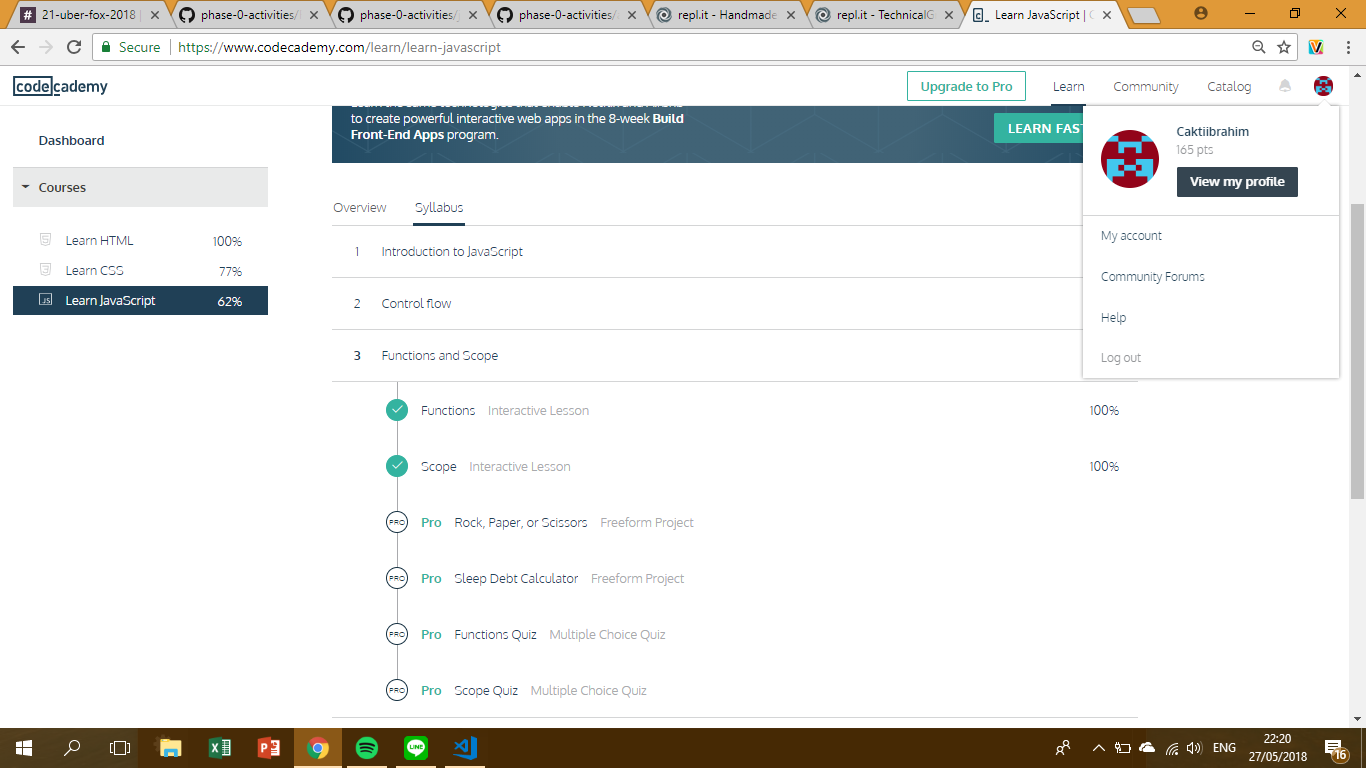 21-uber-fox-2018 |
phase-0-activities/
phase-0-activities/
phase-0-activities/
repl.it - Handmade
repl.it - TechnicalG
Learn JavaScript |
Secure
https://www.codecademy.com/learn/learn-javascript
codecademy
Upgrade to Pro
Learn
Community
Catalog
to create powerful interactive web apps in the 8-week Build
Front-End Apps program.
LEARN FAS
Dashboard
Courses
Learn HTML 100%
Learn CSS 77%
JS Learn JavaScript 62%
Caktiibrahim
165 pts
View my profile
My account
Community Forums
Help
Log out
Overview Syllabus
1 Introduction to JavaScript
2 Control flow
3 Functions and Scope
Functions Interactive Lesson 100%
Scope Interactive Lesson 100%
PRO Pro Rock, Paper, or Scissors Freeform Project
PRO Pro Sleep Debt Calculator Freeform Project
PRO Pro Functions Quiz Multiple Choice Quiz
PRO Pro Scope Quiz Multiple Choice Quiz
LINE
ENG
22:20
27/05/2018
16